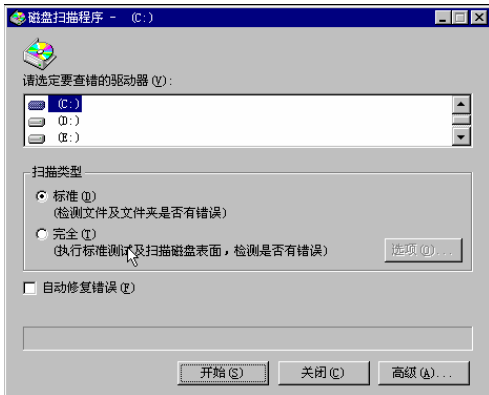 磁盘扫描程序 - (C:)
请选定要查错的驱动器(V):
(C:)
(D:)
(E:)
扫描类型
标准(D)
(检测文件及文件夹是否有错误)
完全(T)
(执行标准测试及扫描磁盘表面，检测是否有错误)
选项(O)...
自动修复错误(F)
开始(S)
关闭(C)
高级(A)...